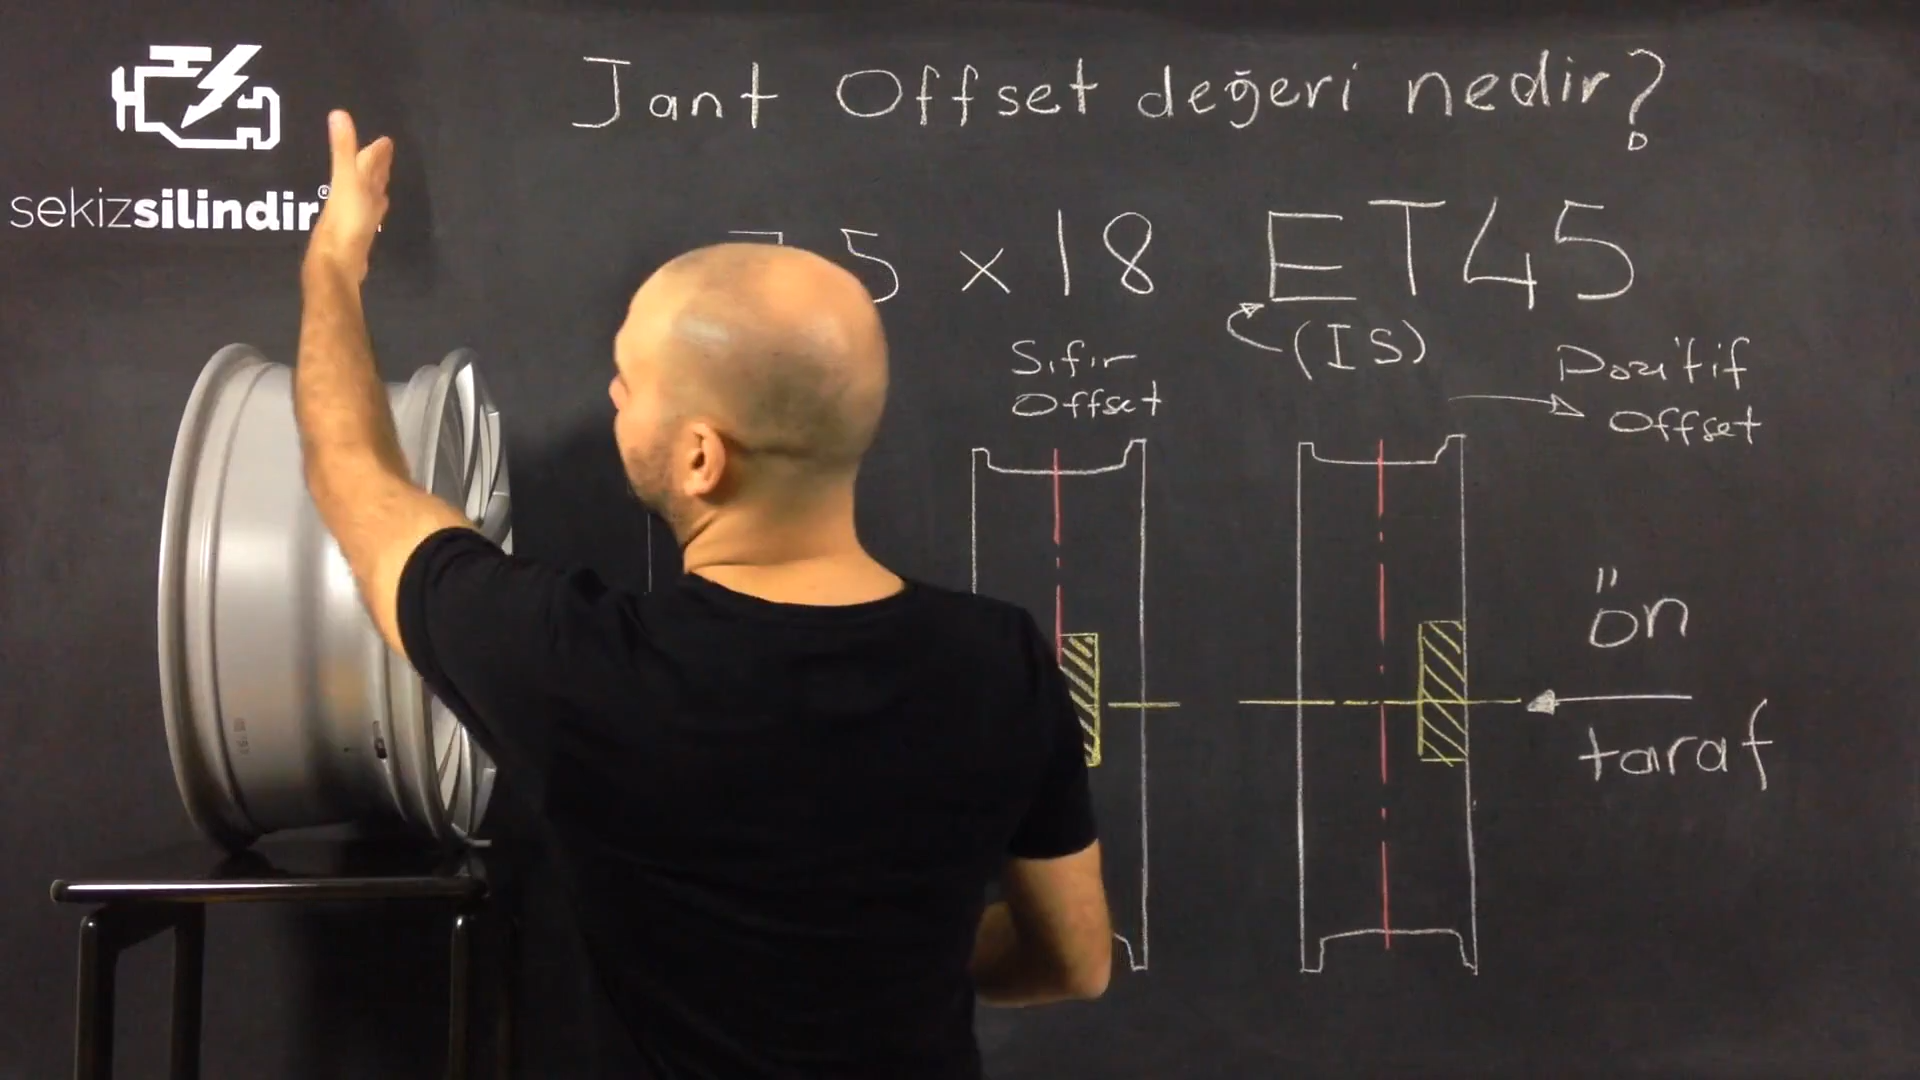 sekizsilindir®
Jant Offset değeri nedir?
5 x 18 ET45
(IS)
Sıfır
Offset
Pozitif
Offset
ön
taraf